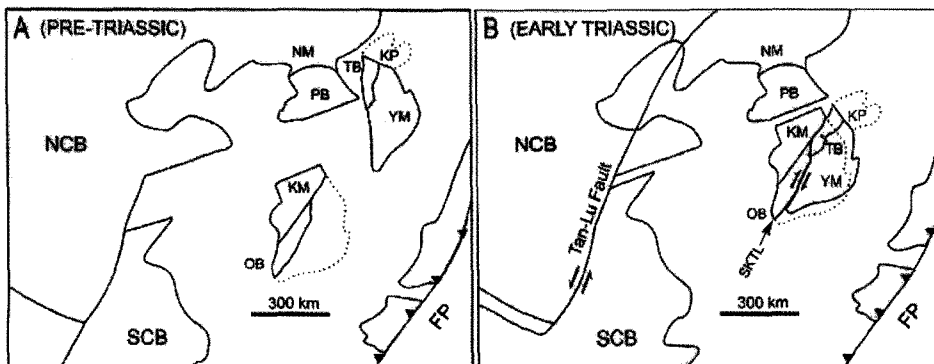 A (PRE-TRIASSIC)
NM
TB
KP
PB
YM
NCB
KM
OB
300 km
SCB
FP
B (EARLY TRIASSIC)
NM
PB
KP
NCB
KM
TB
YM
OB
Tan-Lu Fault
SKTL
300 km
SCB
FP